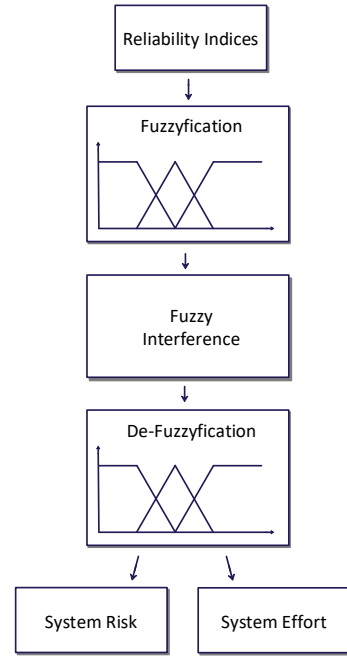 Reliability Indices
Fuzzyfication
Fuzzy
Interference
De-Fuzzyfication
System Risk
System Effort